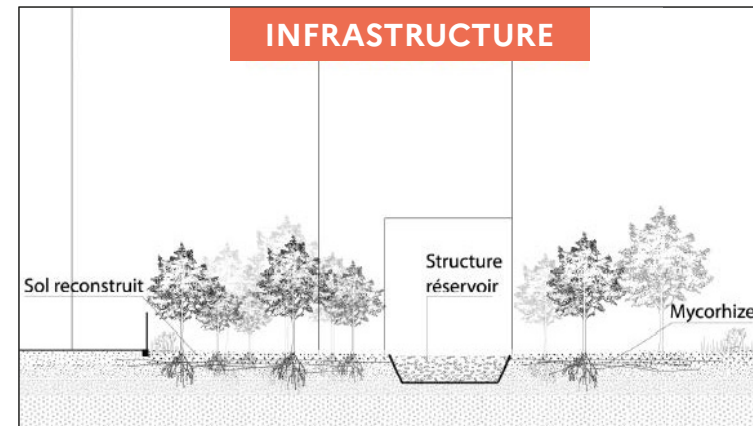 INFRASTRUCTURE
Structure
réservoir
Sol reconstruit
Mycorhize